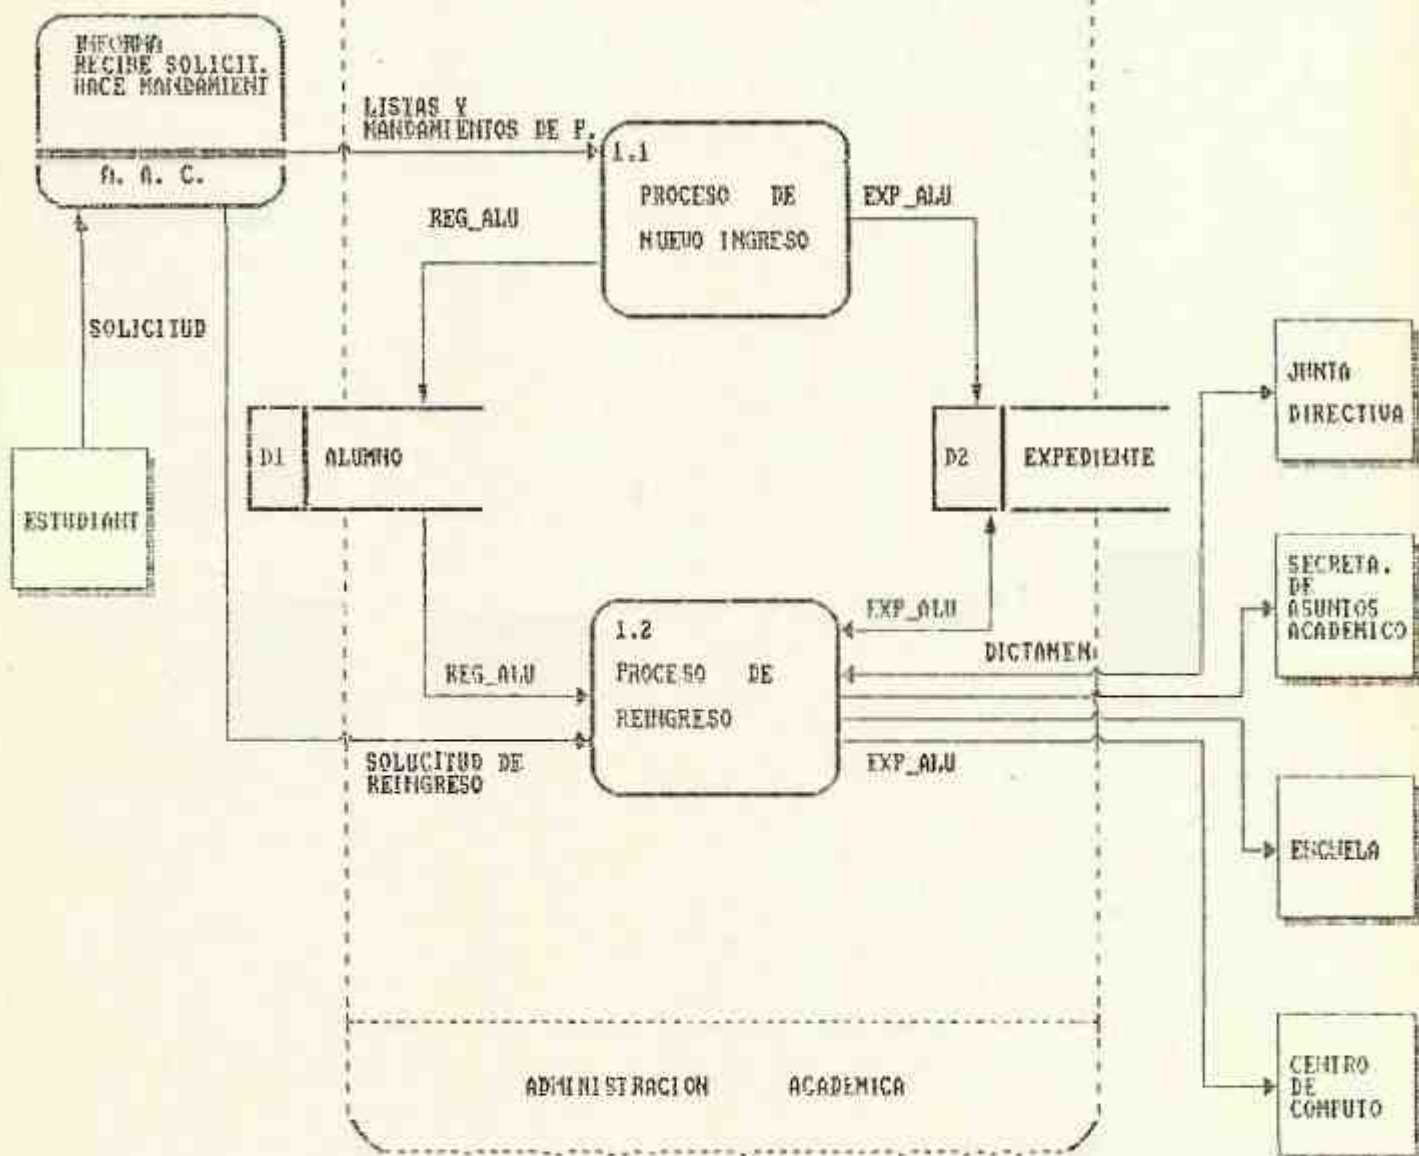 INFORMA
RECIBE SOLICIT.
HACE MANDAMIENT
A. A. C.
LISTAS Y
MANDAMIENTOS DE P.
1.1
PROCESO DE
NUEVO INGRESO
EXP_ALU
REG_ALU
SOLICITUD
ESTUDIANT
D1
ALUMNO
D2
EXPEDIENTE
JUNTA
DIRECTIVA
SECRETA.
DE
ASUNTOS
ACADEMICO
1.2
PROCESO DE
REINGRESO
EXP_ALU
DICTAMEN
REG_ALU
SOLUCITUD DE
REINGRESO
EXP_ALU
ESCUELA
CENTRO
DE
COMPUTO
ADMINISTRACION ACADEMICA